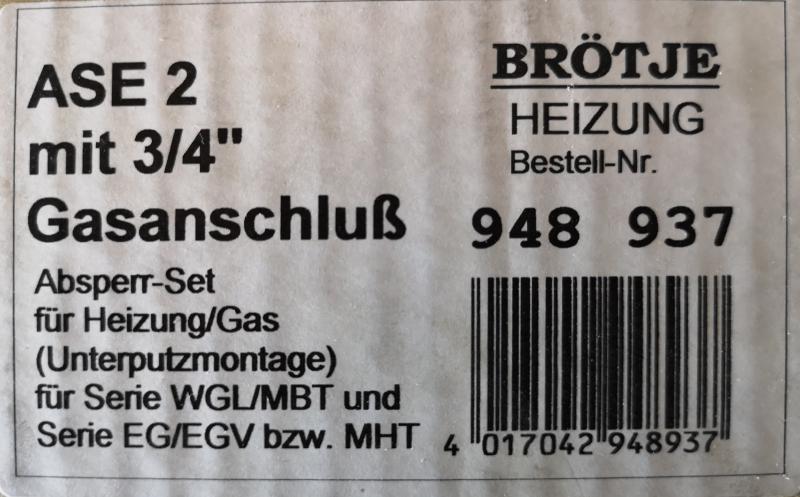 ASE 2
mit 3/4"
Gasanschluß
Absperr-Set
für Heizung/Gas
(Unterputzmontage)
für Serie WGL/MBT und
Serie EG/EGV bzw. MHT
BRÖTJE
HEIZUNG
Bestell-Nr.
948 937
4 017042 948937